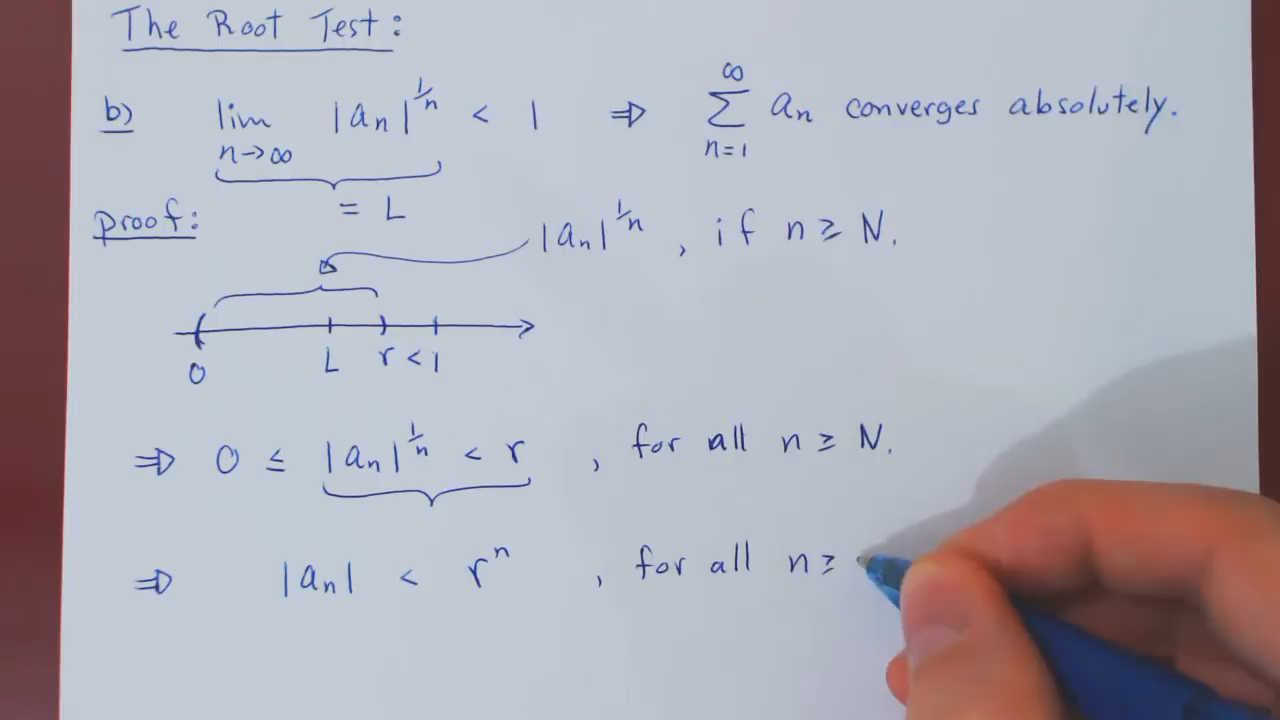 The Root Test:
b) lim n→∞ |aₙ|^{1/n} < 1 ⇒ ∑_{n=1}^{∞} aₙ converges absolutely.
= L
Proof:
|aₙ|^{1/n} , if n ≥ N.
0 L r < 1
⇒ 0 ≤ |aₙ|^{1/n} < r , for all n ≥ N.
⇒ |aₙ| < rⁿ , for all n ≥